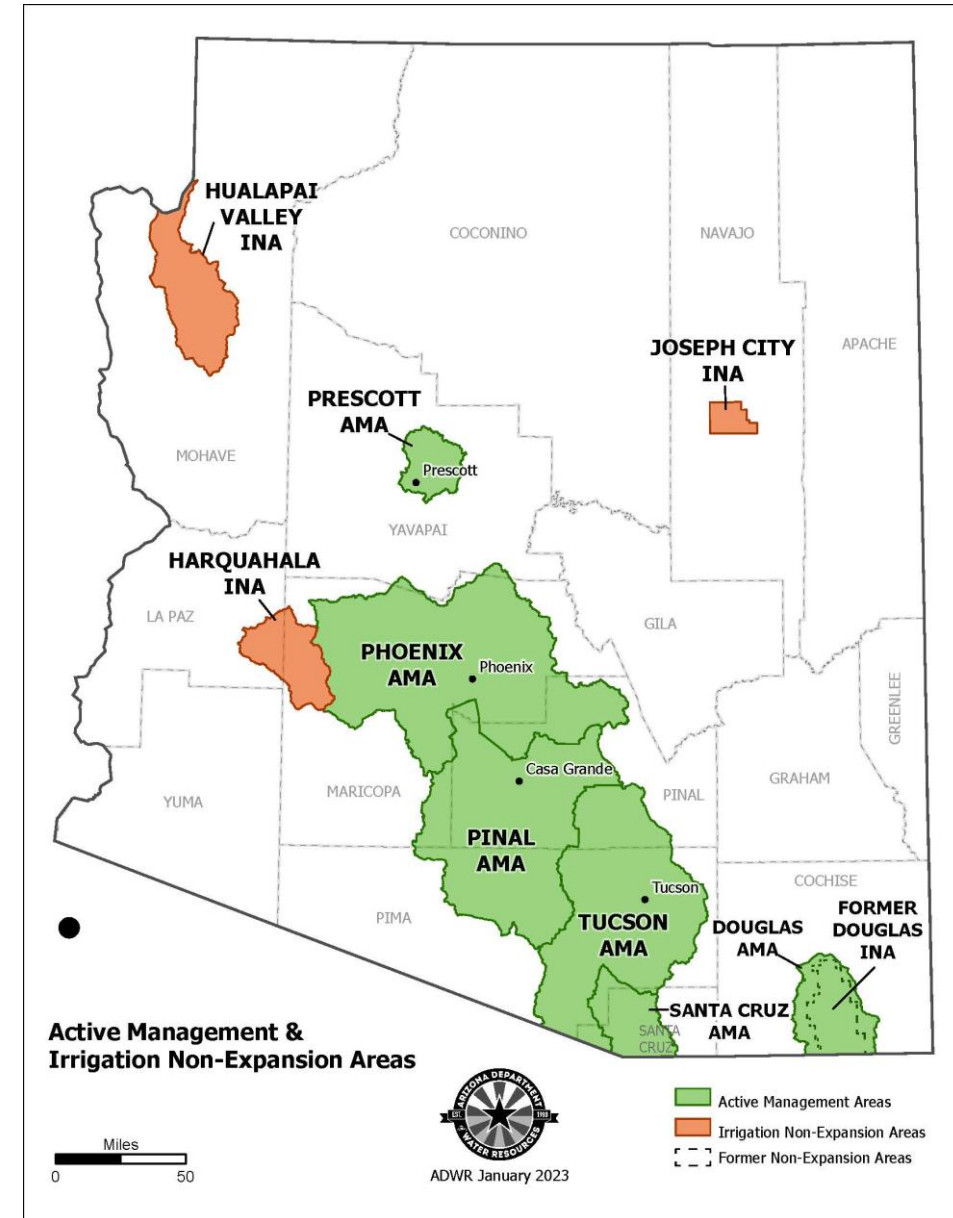 HUALAPAI
VALLEY
INA
COCONINO
NAVAJO
JOSEPH CITY
INA
APACHE
PRESCOTT
AMA
Prescott
MOHAVE
YAVAPAI
HARQUAHALA
INA
LA PAZ
GILA
PHOENIX
AMA
Phoenix
GREENLEE
Casa Grande
GRAHAM
YUMA
MARICOPA
PINAL
PINAL
AMA
COCHISE
Tucson
PIMA
TUCSON
AMA
DOUGLAS
AMA
FORMER
DOUGLAS
INA
SANTA CRUZ
AMA
SANTA
CRUZ
Active Management &
Irrigation Non-Expansion Areas
Miles
0 50
ARIZONA DEPARTMENT
EST. 1980
of
WATER RESOURCES
ADWR January 2023
Active Management Areas
Irrigation Non-Expansion Areas
Former Non-Expansion Areas